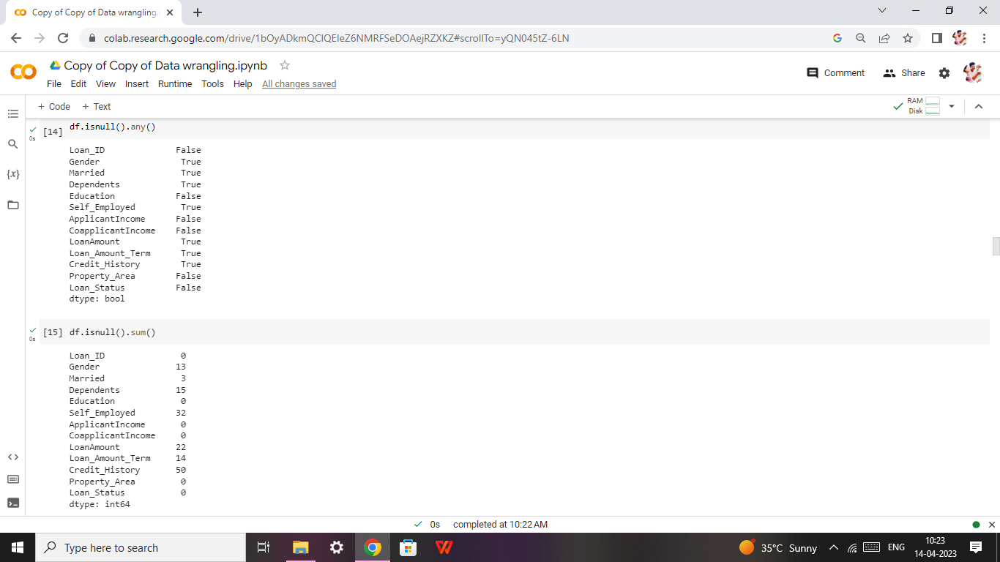 Copy of Copy of Data wrangling.
colab.research.google.com/drive/1bOyADkmQClQEIeZ6NMRFSeDOAejRZXKZ#scrollTo=yQN045tZ-6LN
Copy of Copy of Data wrangling.ipynb
File Edit View Insert Runtime Tools Help All changes saved
Comment Share
+ Code + Text
RAM
Disk
[14] df.isnull().any()
0s
Loan_ID False
Gender True
Married True
Dependents True
Education False
Self_Employed True
ApplicantIncome False
CoapplicantIncome False
LoanAmount True
Loan_Amount_Term True
Credit_History True
Property_Area False
Loan_Status False
dtype: bool
[15] df.isnull().sum()
0s
Loan_ID 0
Gender 13
Married 3
Dependents 15
Education 0
Self_Employed 32
ApplicantIncome 0
CoapplicantIncome 0
LoanAmount 22
Loan_Amount_Term 14
Credit_History 50
Property_Area 0
Loan_Status 0
dtype: int64
0s completed at 10:22 AM
Type here to search
35°C Sunny
ENG
10:23
14-04-2023